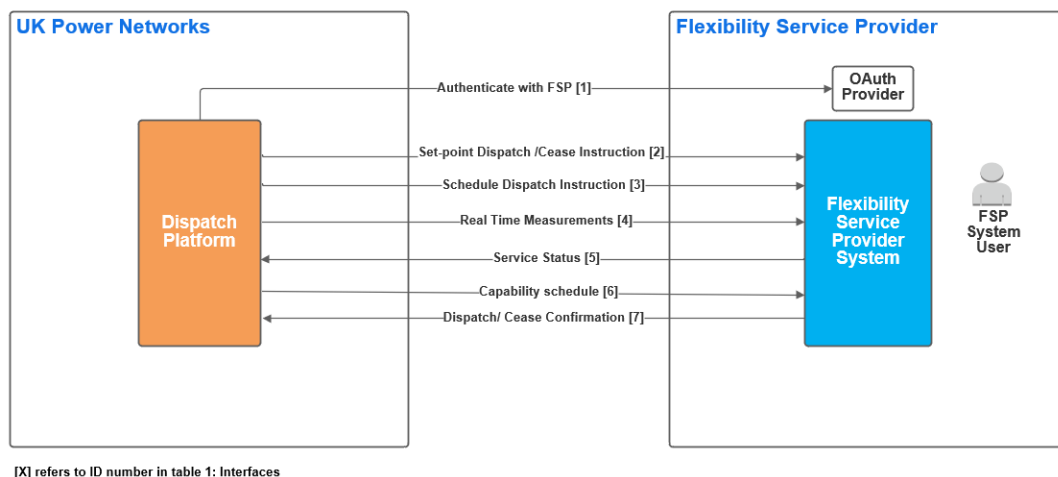 UK Power Networks
Flexibility Service Provider
Authenticate with FSP [1]
OAuth
Provider
Set-point Dispatch /Cease Instruction [2]
Schedule Dispatch Instruction [3]
Real Time Measurements [4]
Service Status [5]
Capability schedule [6]
Dispatch/ Cease Confirmation [7]
Dispatch
Platform
Flexibility
Service
Provider
System
FSP
System
User
[X] refers to ID number in table 1: Interfaces